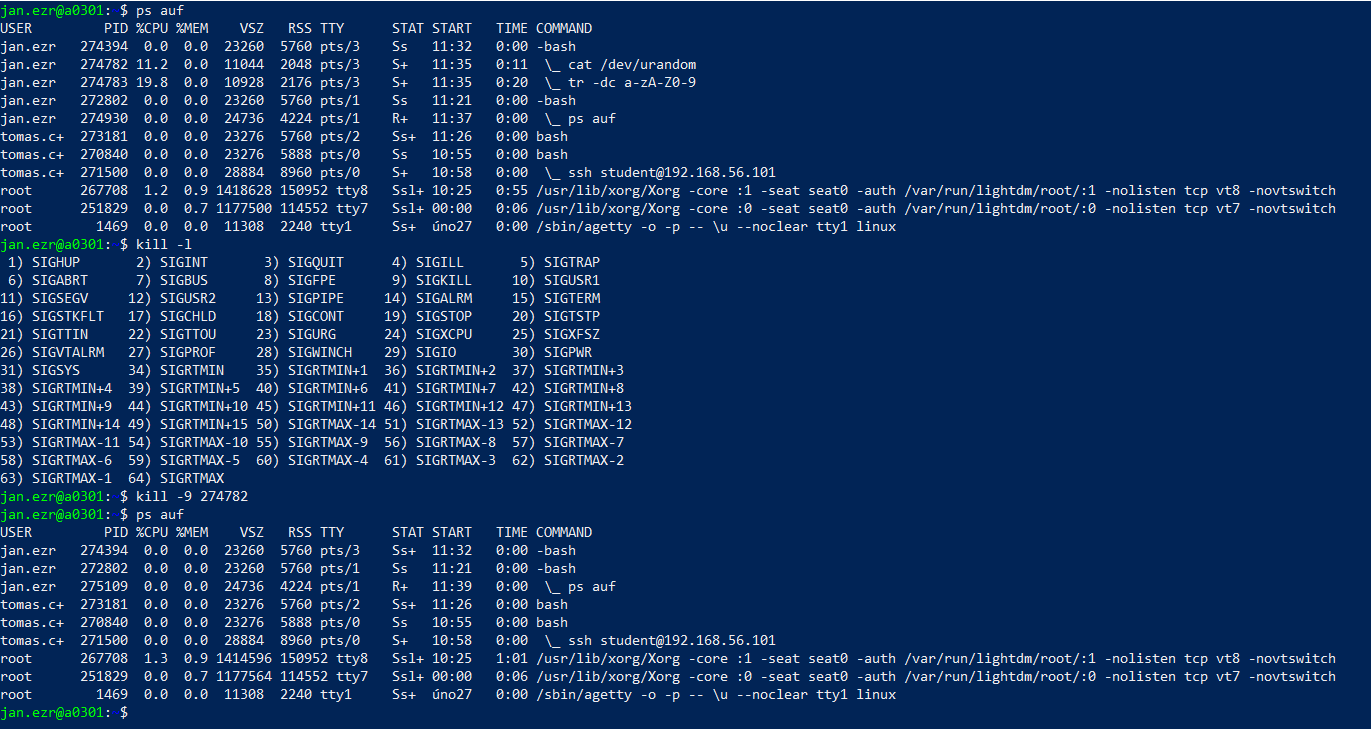 jan.ezr@a0301: $ ps auf
USER         PID %CPU %MEM    VSZ   RSS TTY      STAT START   TIME COMMAND
jan.ezr   274394  0.0  0.0  23260  5760 pts/3    Ss   11:32   0:00 -bash
jan.ezr   274782 11.2  0.0  11044  2048 pts/3    S+   11:35   0:11  \_ cat /dev/urandom
jan.ezr   274783 19.8  0.0  10928  2176 pts/3    S+   11:35   0:20  \_ tr -dc a-zA-Z0-9
jan.ezr   272802  0.0  0.0  23260  5760 pts/1    Ss   11:21   0:00 -bash
jan.ezr   274930  0.0  0.0  24736  4224 pts/1    R+   11:37   0:00  \_ ps auf
tomas.c+  273181  0.0  0.0  23276  5760 pts/2    Ss+  11:26   0:00 bash
tomas.c+  270840  0.0  0.0  23276  5888 pts/0    Ss   10:55   0:00 bash
tomas.c+  271500  0.0  0.0  28884  8960 pts/0    S+   10:58   0:00  \_ ssh student@192.168.56.101
root      267708  1.2  0.9 1418628 150952 tty8   Ssl+ 10:25   0:55 /usr/lib/xorg/Xorg -core :1 -seat seat0 -auth /var/run/lightdm/root/:1 -nolisten tcp vt8 -novtswitch
root      251829  0.0  0.7 1177500 114552 tty7   Ssl+ 00:00   0:06 /usr/lib/xorg/Xorg -core :0 -seat seat0 -auth /var/run/lightdm/root/:0 -nolisten tcp vt7 -novtswitch
root        1469  0.0  0.0  11308  2240 tty1     Ss+  úno27   0:00 /sbin/agetty -o -p -- \u --noclear tty1 linux
jan.ezr@a0301: $ kill -l
 1) SIGHUP       2) SIGINT       3) SIGQUIT      4) SIGILL       5) SIGTRAP
 6) SIGABRT      7) SIGBUS       8) SIGFPE       9) SIGKILL     10) SIGUSR1
11) SIGSEGV     12) SIGUSR2     13) SIGPIPE     14) SIGALRM     15) SIGTERM
16) SIGSTKFLT   17) SIGCHLD     18) SIGCONT     19) SIGSTOP     20) SIGTSTP
21) SIGTTIN     22) SIGTTOU     23) SIGURG      24) SIGXCPU     25) SIGXFSZ
26) SIGVTALRM   27) SIGPROF     28) SIGWINCH    29) SIGIO       30) SIGPWR
31) SIGSYS      34) SIGRTMIN    35) SIGRTMIN+1  36) SIGRTMIN+2  37) SIGRTMIN+3
38) SIGRTMIN+4  39) SIGRTMIN+5  40) SIGRTMIN+6  41) SIGRTMIN+7  42) SIGRTMIN+8
43) SIGRTMIN+9  44) SIGRTMIN+10 45) SIGRTMIN+11 46) SIGRTMIN+12 47) SIGRTMIN+13
48) SIGRTMIN+14 49) SIGRTMIN+15 50) SIGRTMAX-14 51) SIGRTMAX-13 52) SIGRTMAX-12
53) SIGRTMAX-11 54) SIGRTMAX-10 55) SIGRTMAX-9  56) SIGRTMAX-8  57) SIGRTMAX-7
58) SIGRTMAX-6  59) SIGRTMAX-5  60) SIGRTMAX-4  61) SIGRTMAX-3  62) SIGRTMAX-2
63) SIGRTMAX-1  64) SIGRTMAX
jan.ezr@a0301: $ kill -9 274782
jan.ezr@a0301: $ ps auf
USER         PID %CPU %MEM    VSZ   RSS TTY      STAT START   TIME COMMAND
jan.ezr   274394  0.0  0.0  23260  5760 pts/3    Ss+  11:32   0:00 -bash
jan.ezr   272802  0.0  0.0  23260  5760 pts/1    Ss   11:21   0:00 -bash
jan.ezr   275109  0.0  0.0  24736  4224 pts/1    R+   11:39   0:00  \_ ps auf
tomas.c+  273181  0.0  0.0  23276  5760 pts/2    Ss+  11:26   0:00 bash
tomas.c+  270840  0.0  0.0  23276  5888 pts/0    Ss   10:55   0:00 bash
tomas.c+  271500  0.0  0.0  28884  8960 pts/0    S+   10:58   0:00  \_ ssh student@192.168.56.101
root      267708  1.3  0.9 1414596 150952 tty8   Ssl+ 10:25   1:01 /usr/lib/xorg/Xorg -core :1 -seat seat0 -auth /var/run/lightdm/root/:1 -nolisten tcp vt8 -novtswitch
root      251829  0.0  0.7 1177564 114552 tty7   Ssl+ 00:00   0:06 /usr/lib/xorg/Xorg -core :0 -seat seat0 -auth /var/run/lightdm/root/:0 -nolisten tcp vt7 -novtswitch
root        1469  0.0  0.0  11308  2240 tty1     Ss+  úno27   0:00 /sbin/agetty -o -p -- \u --noclear tty1 linux
jan.ezr@a0301: $